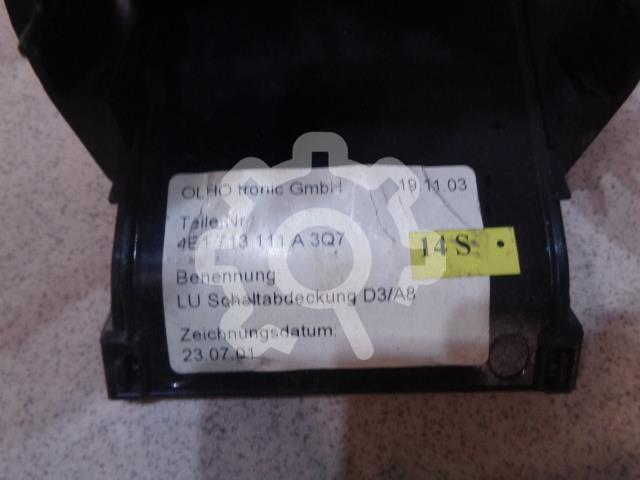 OLHO tronic GmbH 19.11.03
Teile Nr.
4E1 713 111 A 3Q7
14 S
Benennung
LU Schaltabdeckung D3/A8
Zeichnungsdatum:
23.07.01